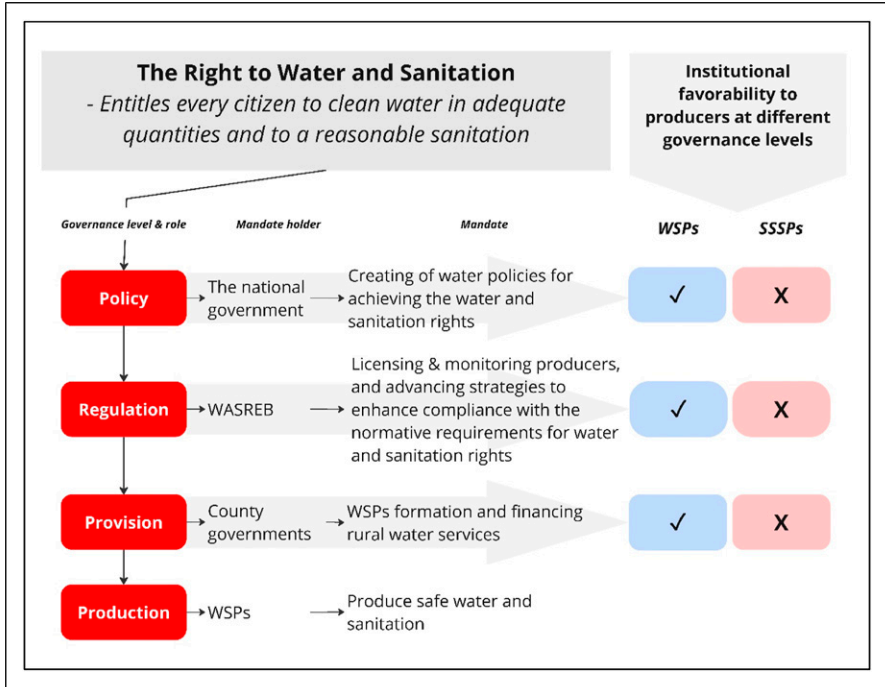 The Right to Water and Sanitation
- Entitles every citizen to clean water in adequate
quantities and to a reasonable sanitation
Institutional
favorability to
producers at different
governance levels
Governance level & role
Mandate holder
Mandate
WSPs
SSSPs
Policy
The national
government
Creating of water policies for
achieving the water and
sanitation rights
✓
X
Regulation
WASREB
Licensing & monitoring producers,
and advancing strategies to
enhance compliance with the
normative requirements for water
and sanitation rights
✓
X
Provision
County
governments
WSPs formation and financing
rural water services
✓
X
Production
WSPs
Produce safe water and
sanitation